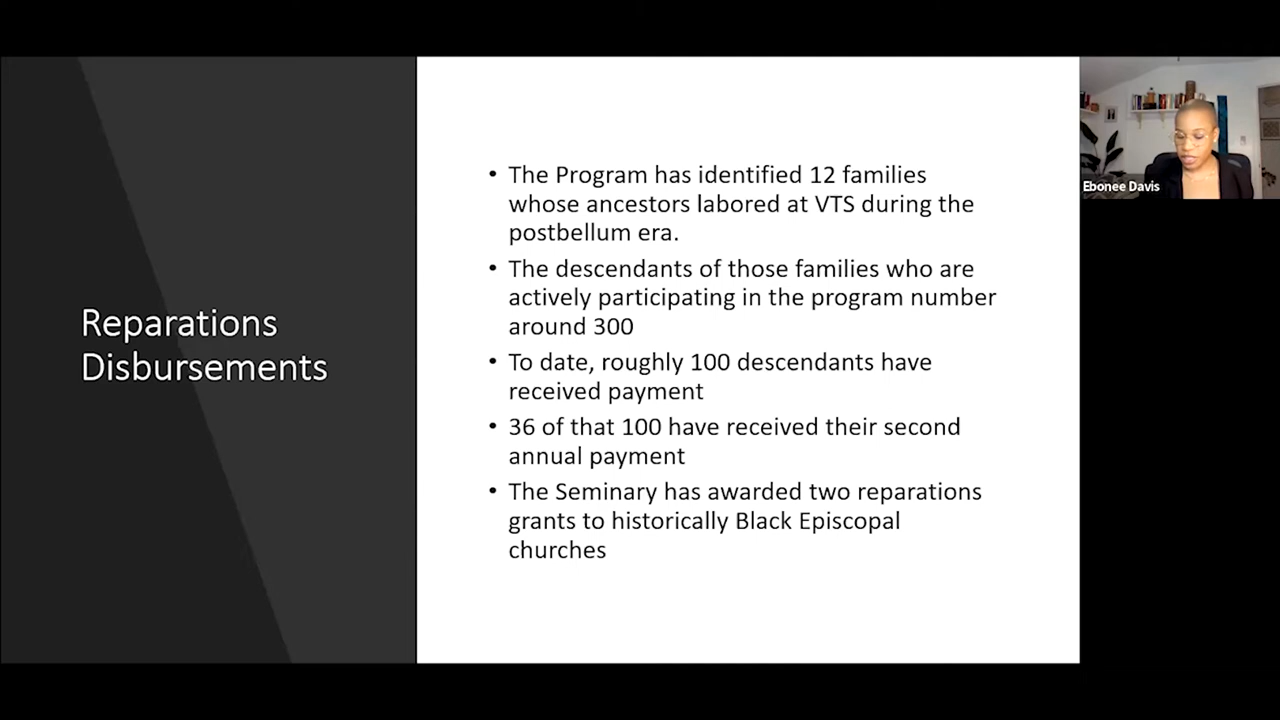 Reparations
Disbursements
• The Program has identified 12 families
whose ancestors labored at VTS during the
postbellum era.
• The descendants of those families who are
actively participating in the program number
around 300
• To date, roughly 100 descendants have
received payment
• 36 of that 100 have received their second
annual payment
• The Seminary has awarded two reparations
grants to historically Black Episcopal
churches
Ebonee Davis